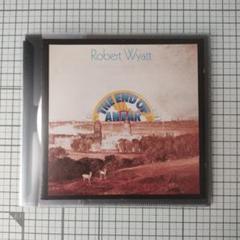 Robert Wyatt
THE END OF
AN EAR